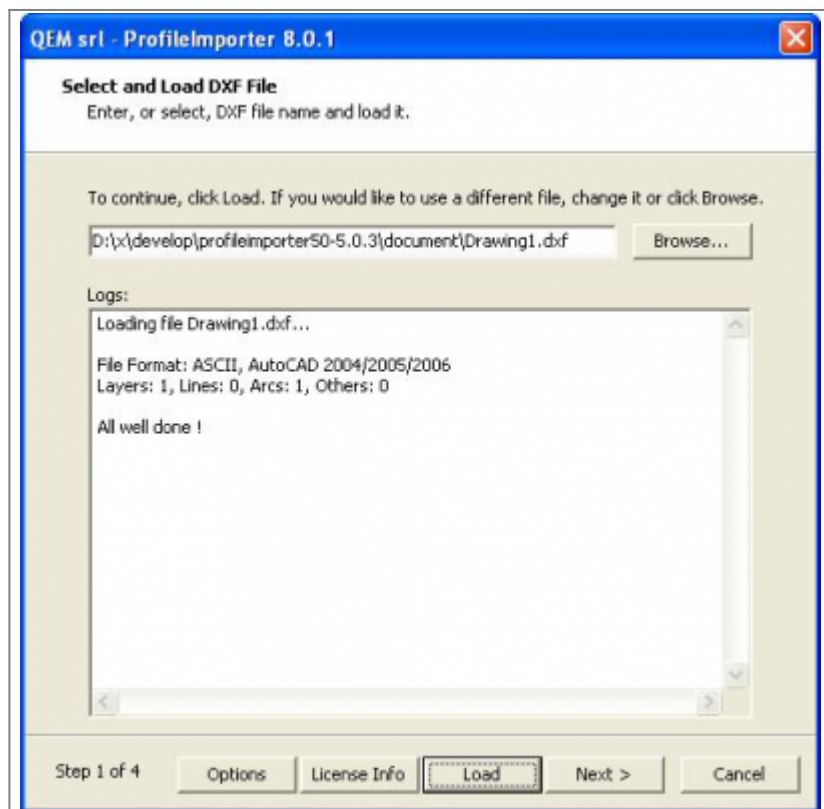 QEM srl - ProfileImporter 8.0.1
Select and Load DXF File
Enter, or select, DXF file name and load it.
To continue, click Load. If you would like to use a different file, change it or click Browse.
D:\x\develop\profileimporter50-5.0.3\document\Drawing1.dxf
Browse...
Logs:
Loading file Drawing1.dxf...
File Format: ASCII, AutoCAD 2004/2005/2006
Layers: 1, Lines: 0, Arcs: 1, Others: 0
All well done !
Step 1 of 4
Options
License Info
Load
Next >
Cancel